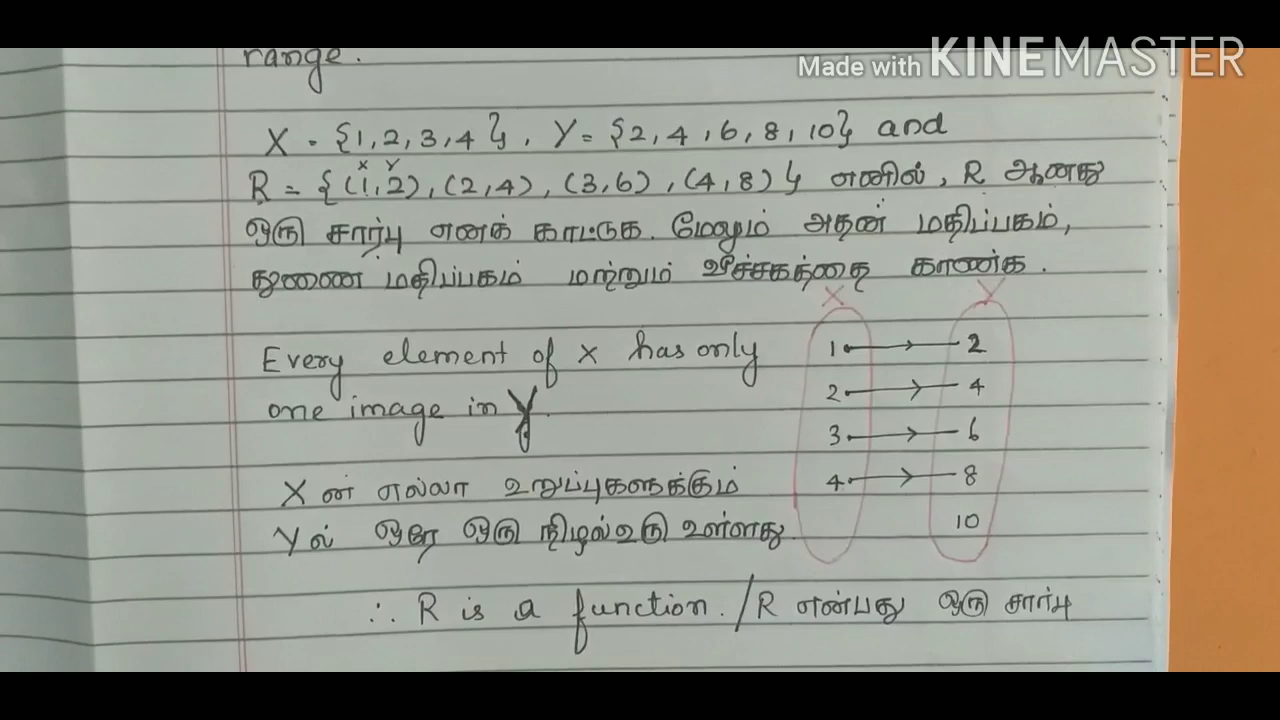 range.
Made with KINEMASTER
X = {1, 2, 3, 4}, Y = {2, 4, 6, 8, 10} and
X Y
R = {(1, 2), (2, 4), (3, 6), (4, 8)} எனில், R ஆனது
ஒரு சார்பு எனக் காட்டுக. மேலும் அதன் மதிப்பகம்,
துணை மதிப்பகம் மற்றும் வீச்சகத்தை காண்க.
X Y
Every element of x has only
one image in Y.
1 → 2
2 → 4
3 → 6
4 → 8
10
X ன் எல்லா உறுப்புகளுக்கும்
Y ல் ஒரே ஒரு நிழல் உரு உள்ளது.
∴ R is a function. / R என்பது ஒரு சார்பு